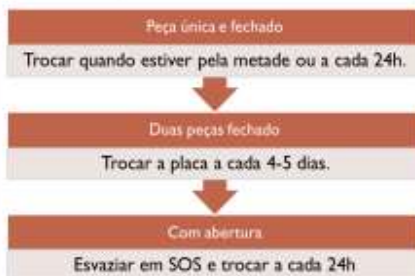 Peça única e fechado
Trocar quando estiver pela metade ou a cada 24h.
Duas peças fechado
Trocar a placa a cada 4-5 dias.
Com abertura
Esvaziar em SOS e trocar a cada 24h